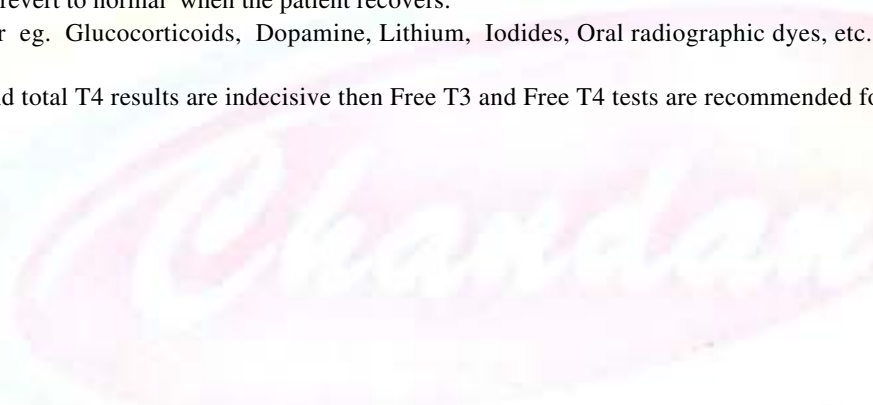 revert to normal when the patient recovers.
r eg. Glucocorticoids, Dopamine, Lithium, Iodides, Oral radiographic dyes, etc.
d total T4 results are indecisive then Free T3 and Free T4 tests are recommended fo
Chandan